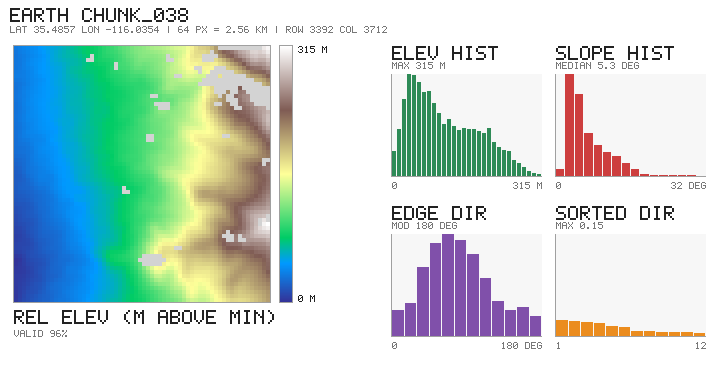 EARTH CHUNK_038
LAT 35.4857 LON -116.0354 | 64 PX = 2.56 KM | ROW 3392 COL 3712
315 M
0 M
REL ELEV (M ABOVE MIN)
VALID 96%
ELEV HIST
MAX 315 M
0 315 M
SLOPE HIST
MEDIAN 5.3 DEG
0 32 DEG
EDGE DIR
MOD 180 DEG
0 180 DEG
SORTED DIR
MAX 0.15
1 12